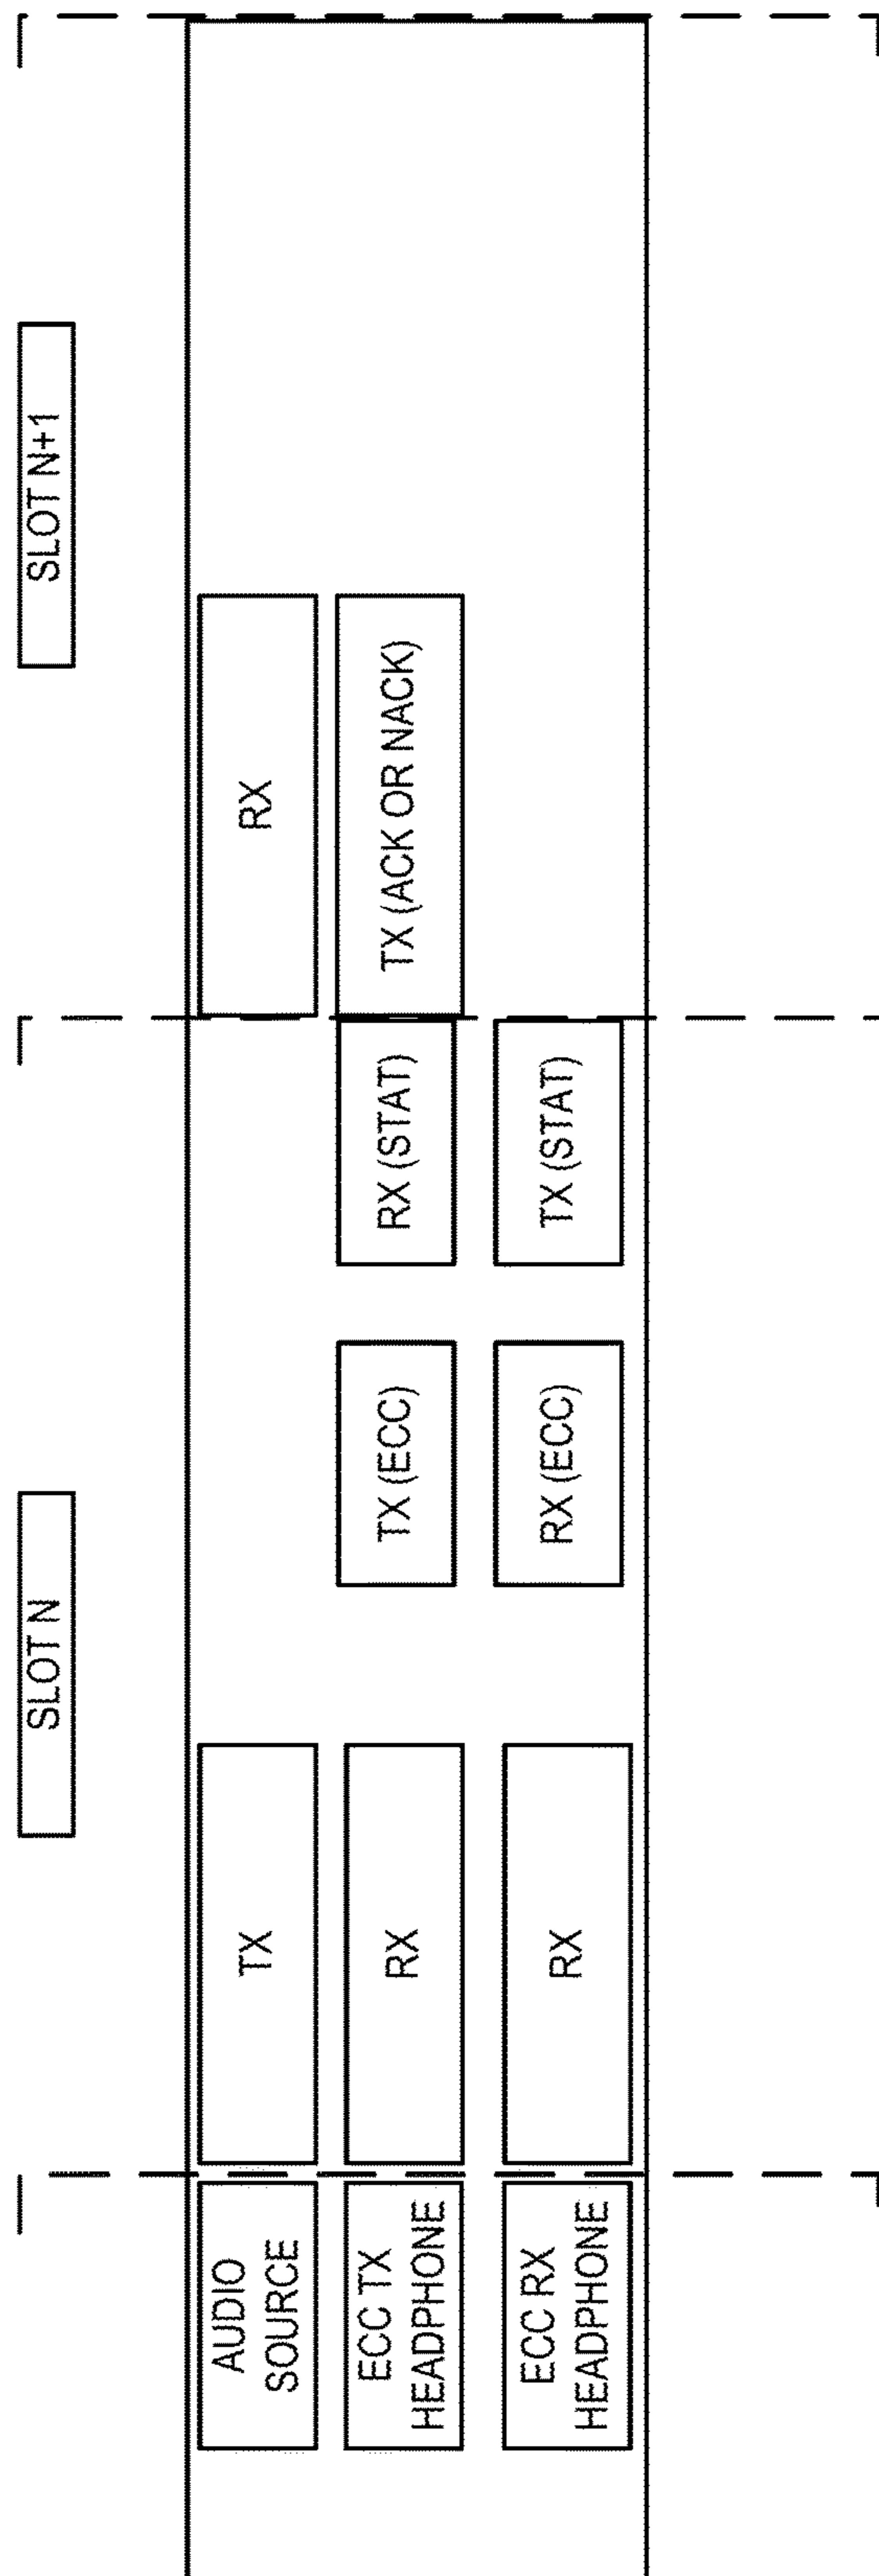 SLOT N
SLOT N+1
AUDIO
SOURCE
TX
RX
ECC TX
HEADPHONE
RX
TX (ECC)
RX (STAT)
TX (ACK OR NACK)
ECC RX
HEADPHONE
RX
RX (ECC)
TX (STAT)